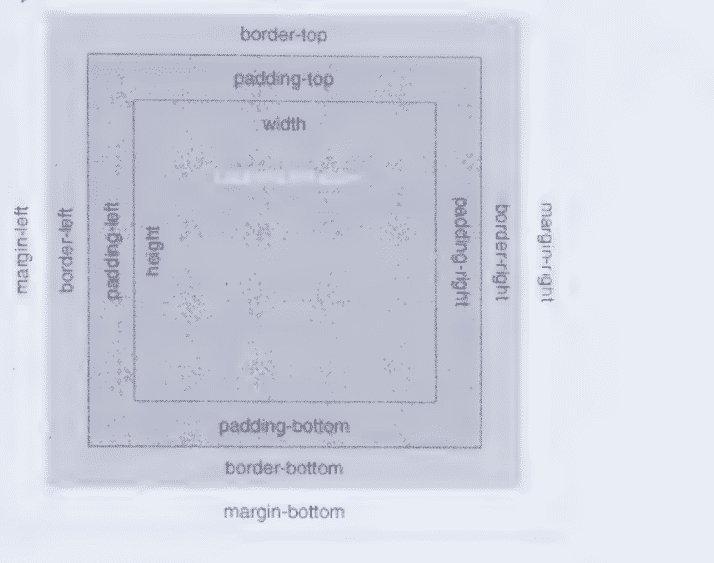 border-top
padding-top
width
margin-left
border-left
padding-left
height
padding-right
border-right
margin-right
padding-bottom
border-bottom
margin-bottom